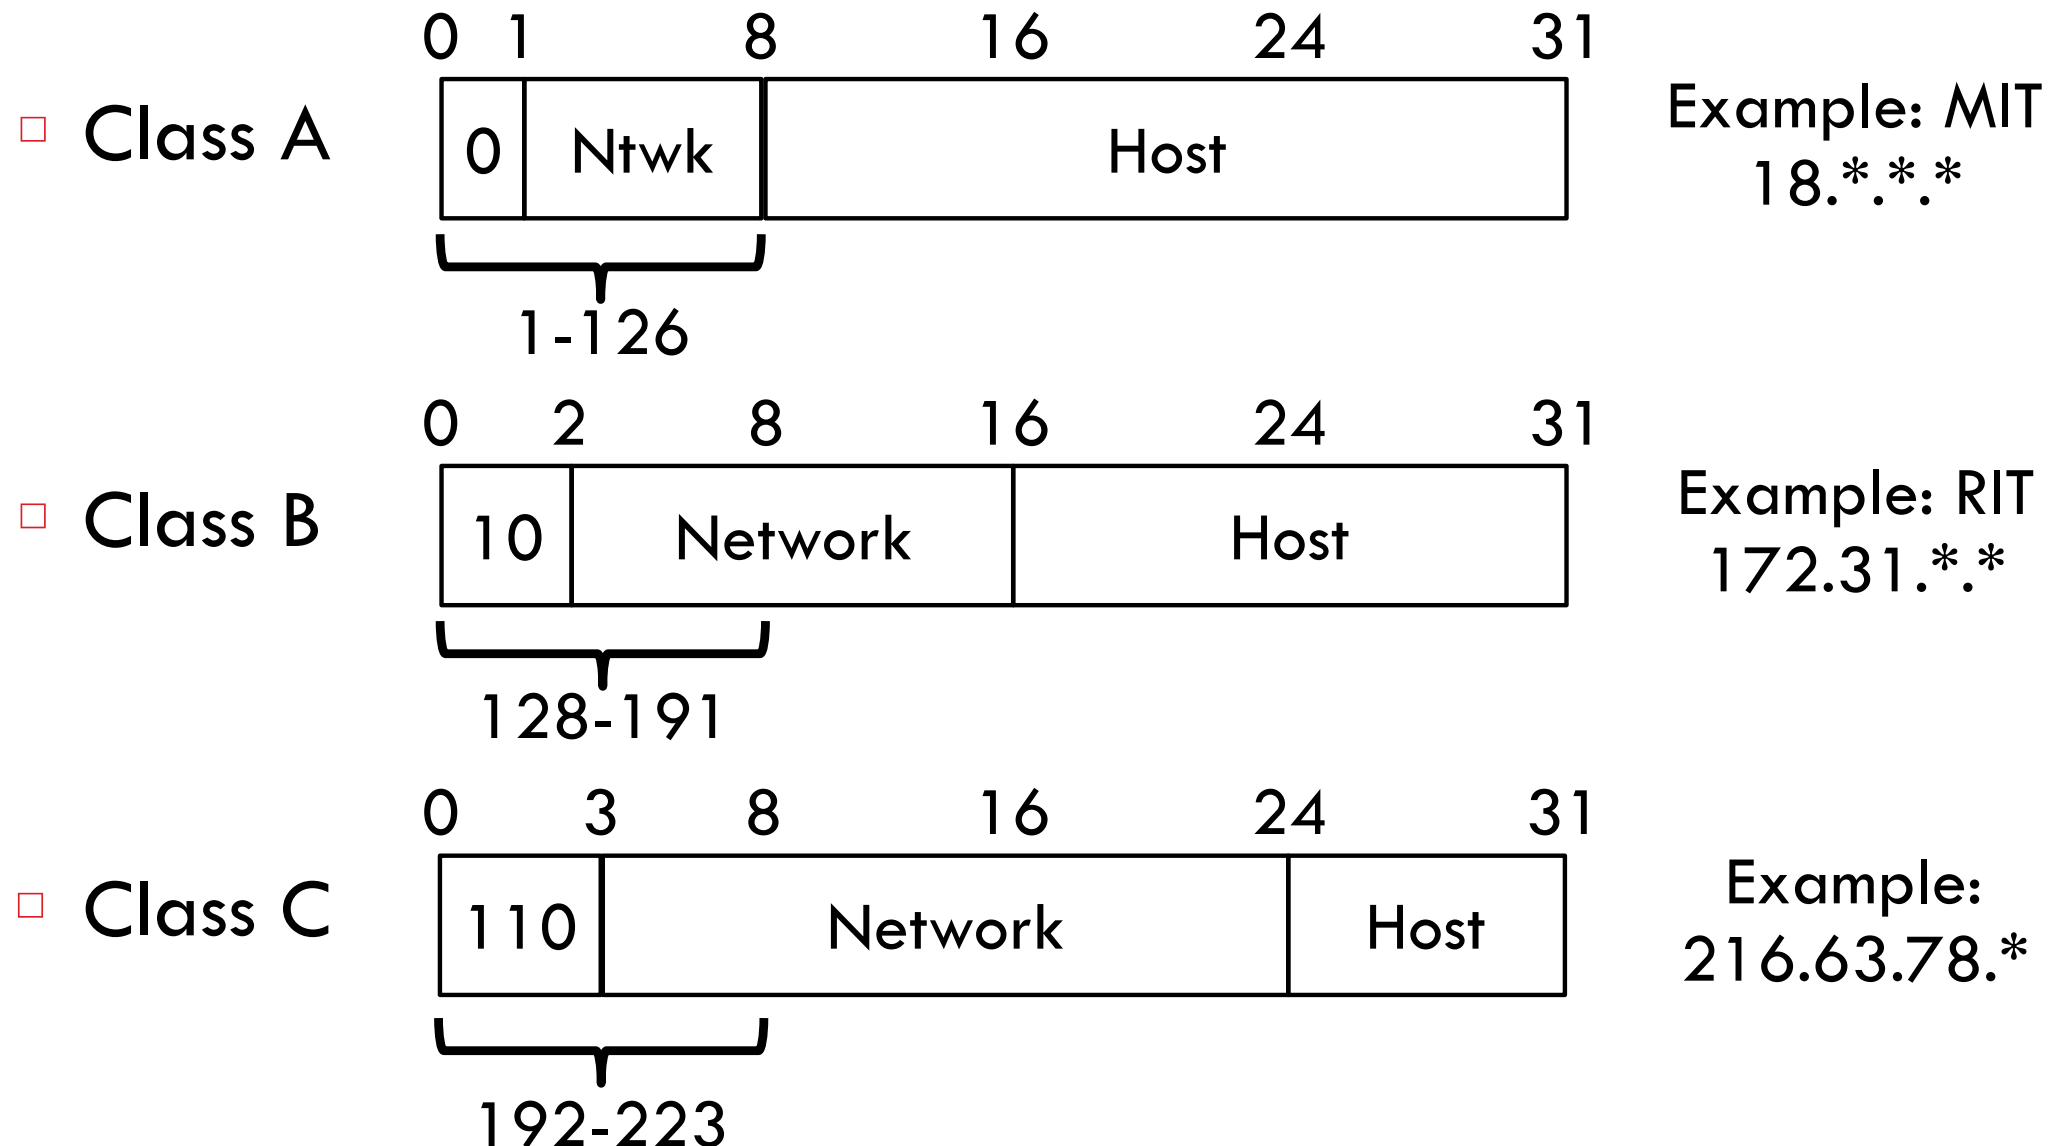 0 1 8 16 24 31
Class A
0 Ntwk Host
Example: MIT
18.*.*.*
1-126
0 2 8 16 24 31
Class B
10 Network Host
Example: RIT
172.31.*.*
128-191
0 3 8 16 24 31
Class C
110 Network Host
Example:
216.63.78.*
192-223